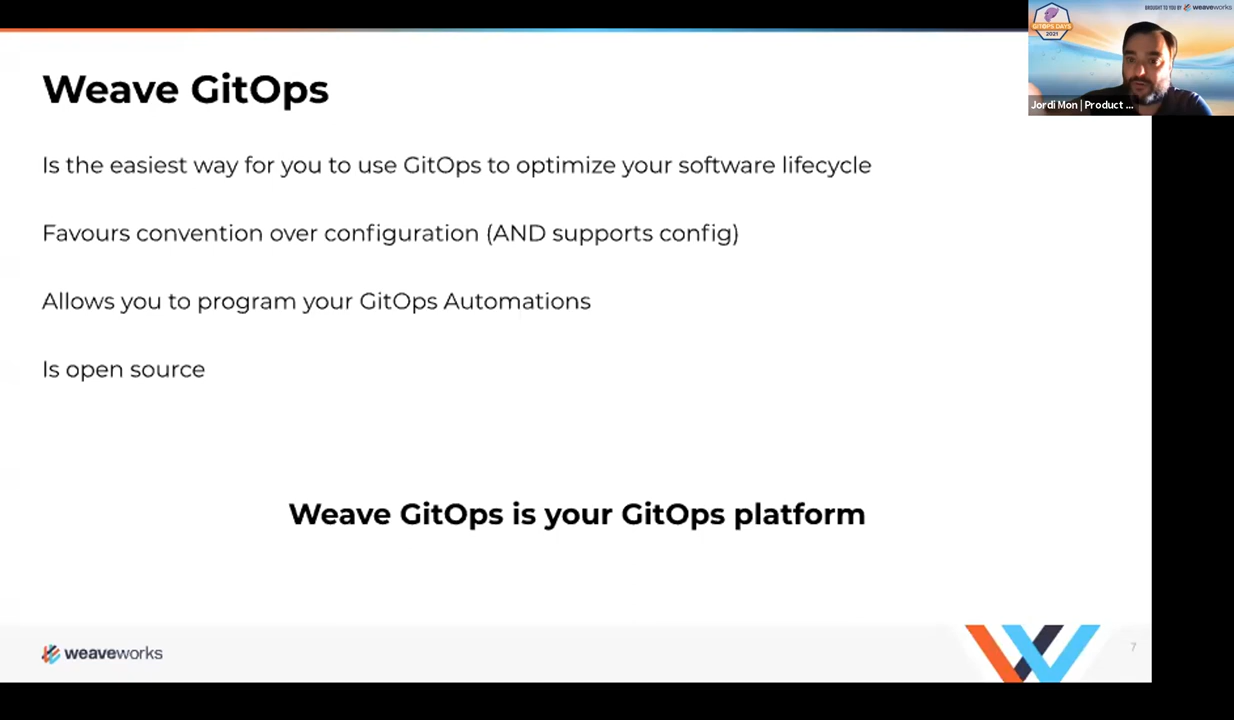 BROUGHT TO YOU BY weaveworks
GITOPS DAYS
2021
Jordi Mon | Product ...
Weave GitOps
Is the easiest way for you to use GitOps to optimize your software lifecycle
Favours convention over configuration (AND supports config)
Allows you to program your GitOps Automations
Is open source
Weave GitOps is your GitOps platform
weaveworks
7